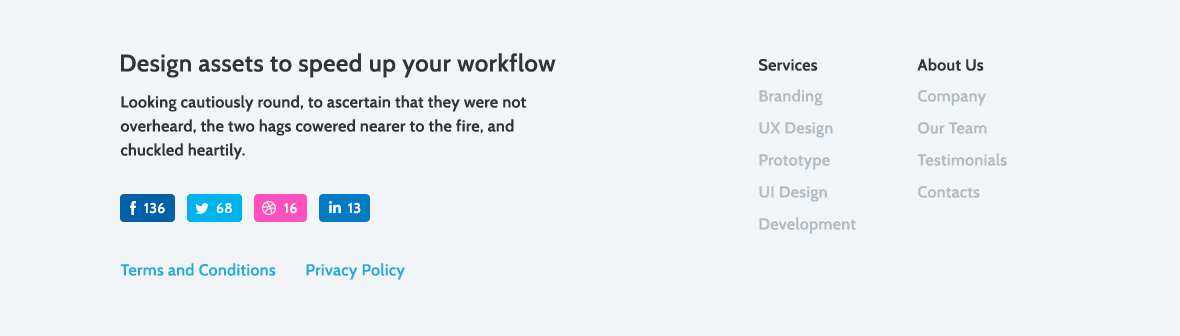 Design assets to speed up your workflow
Looking cautiously round, to ascertain that they were not
overheard, the two hags cowered nearer to the fire, and
chuckled heartily.
136
68
16
in 13
Terms and Conditions
Privacy Policy
Services
Branding
UX Design
Prototype
UI Design
Development
About Us
Company
Our Team
Testimonials
Contacts